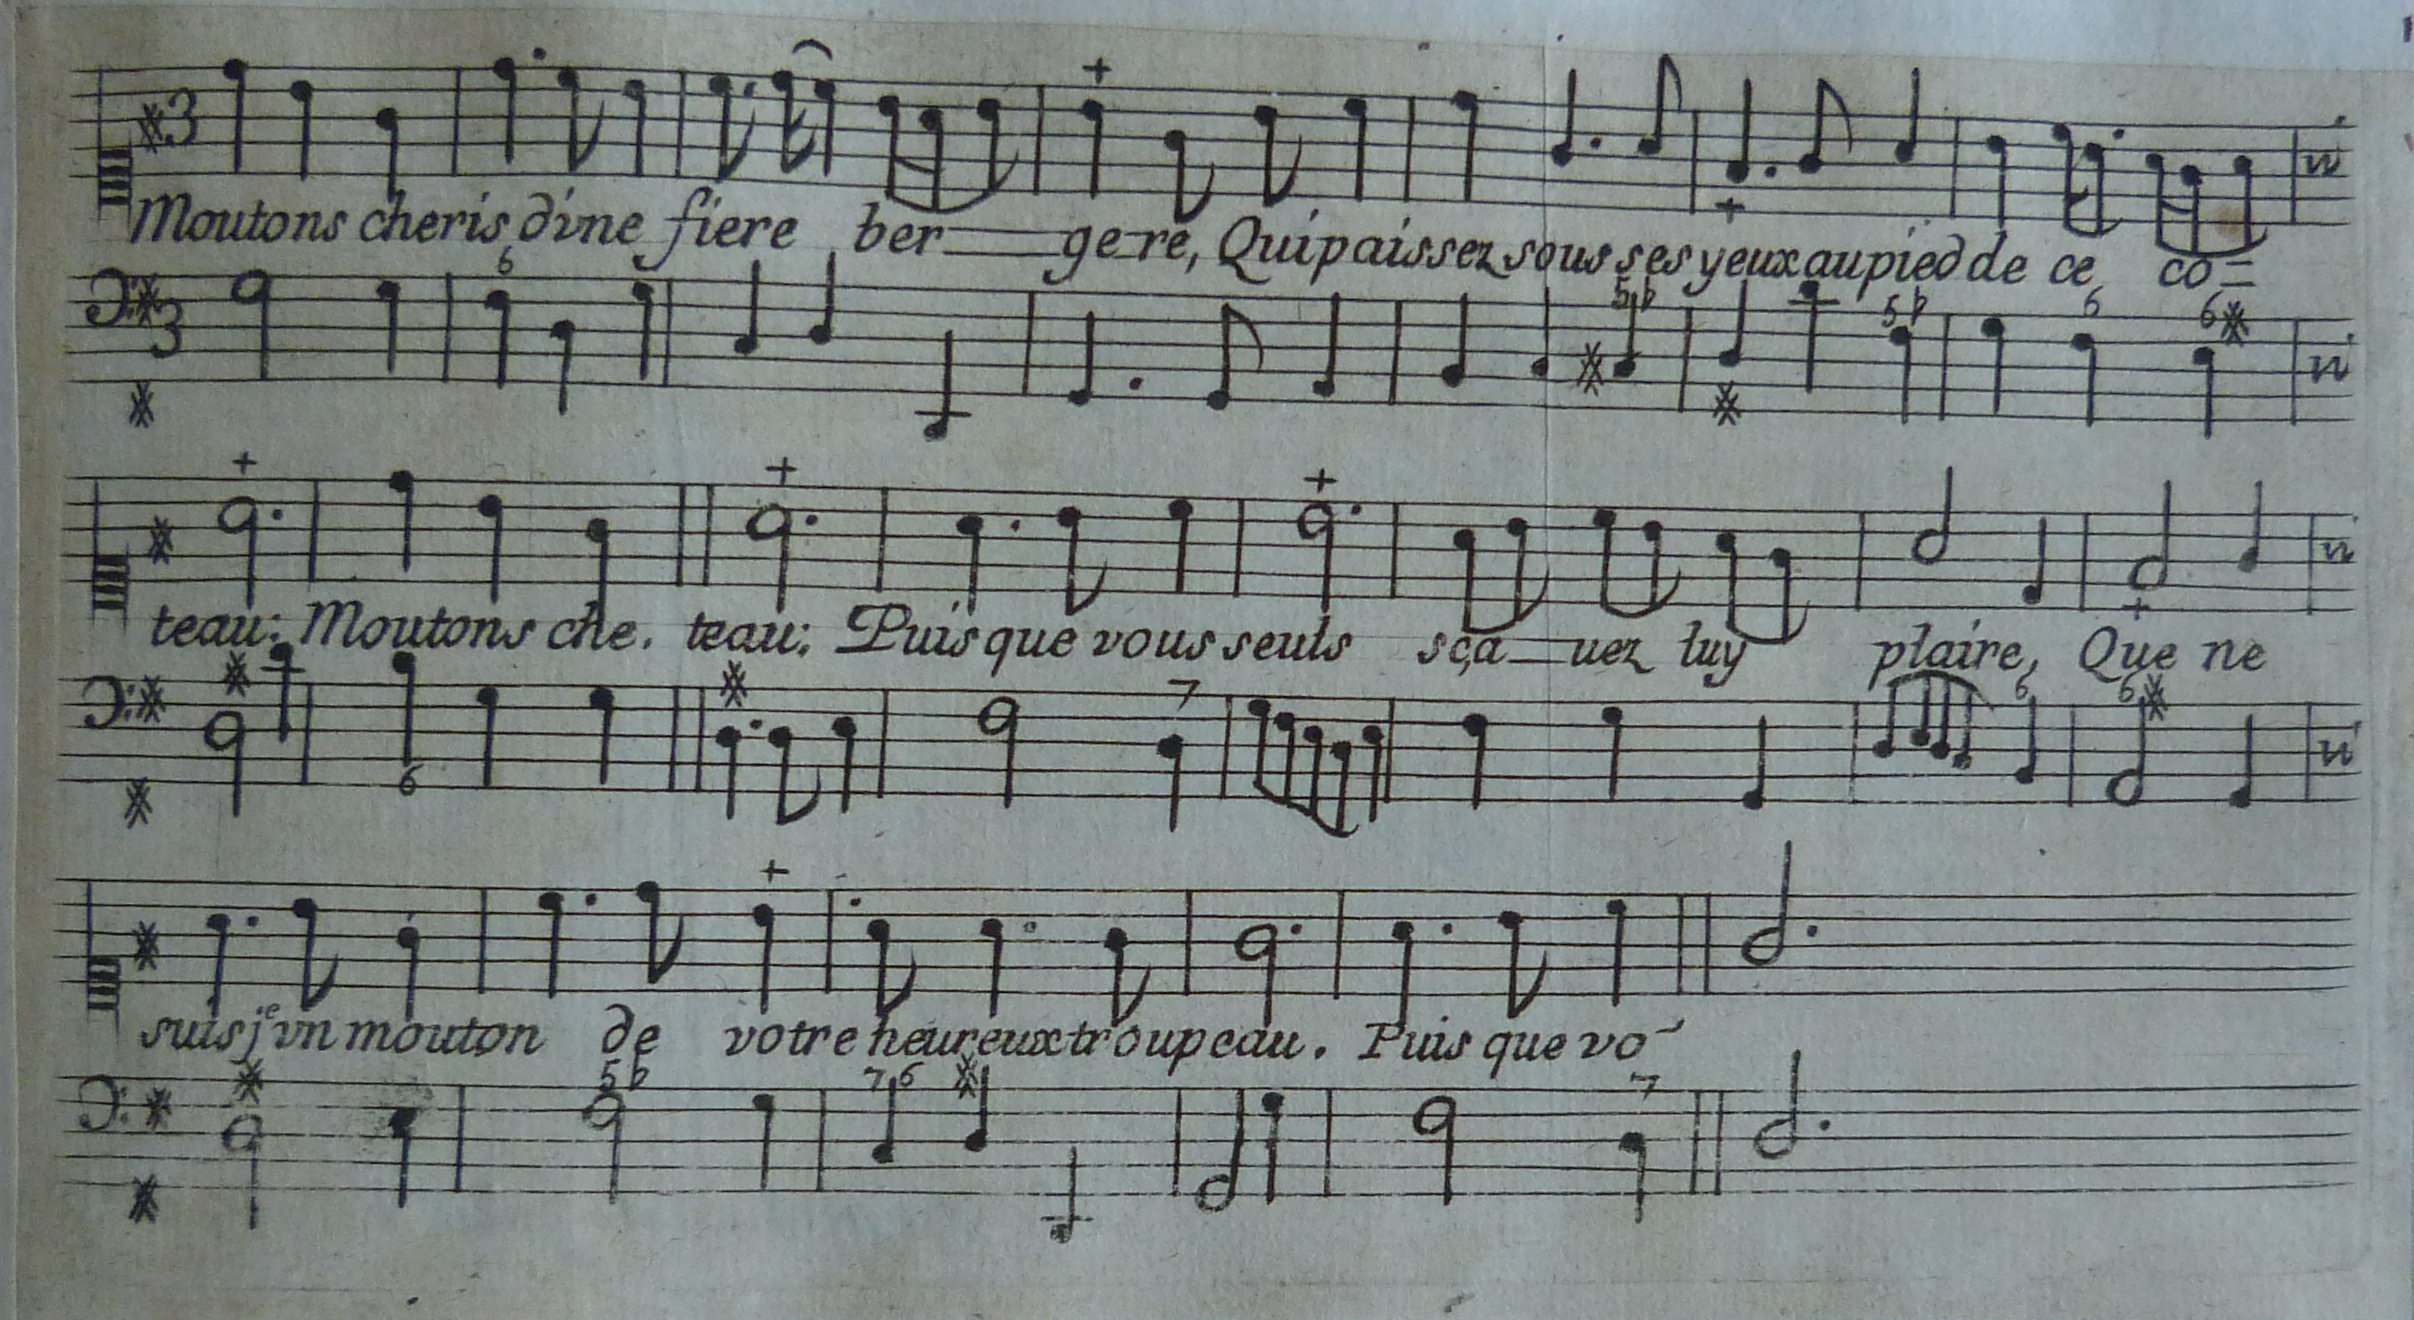 Moutons cheris d'une fiere ber gere, Qui paissez sous ses yeux au pied de ce co=
teau: Moutons che. teau: Puis que vous seuls sça uez luy plaire, Que ne
suis je vn mouton de votre heureux troupeau. Puis que vo~